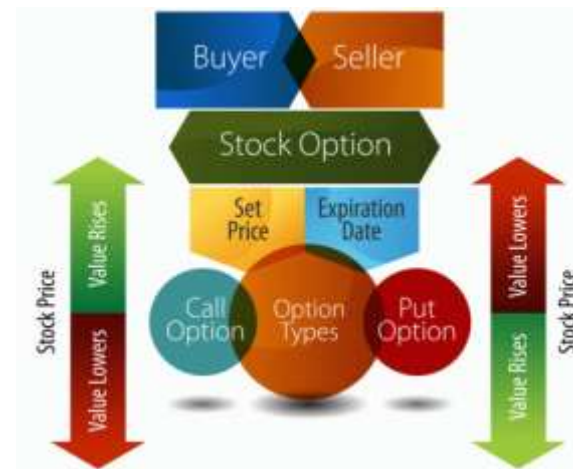 Buyer
Seller
Stock Option
Set
Price
Expiration
Date
Call
Option
Option
Types
Put
Option
Stock Price
Value Rises
Value Lowers
Value Lowers
Value Rises
Stock Price